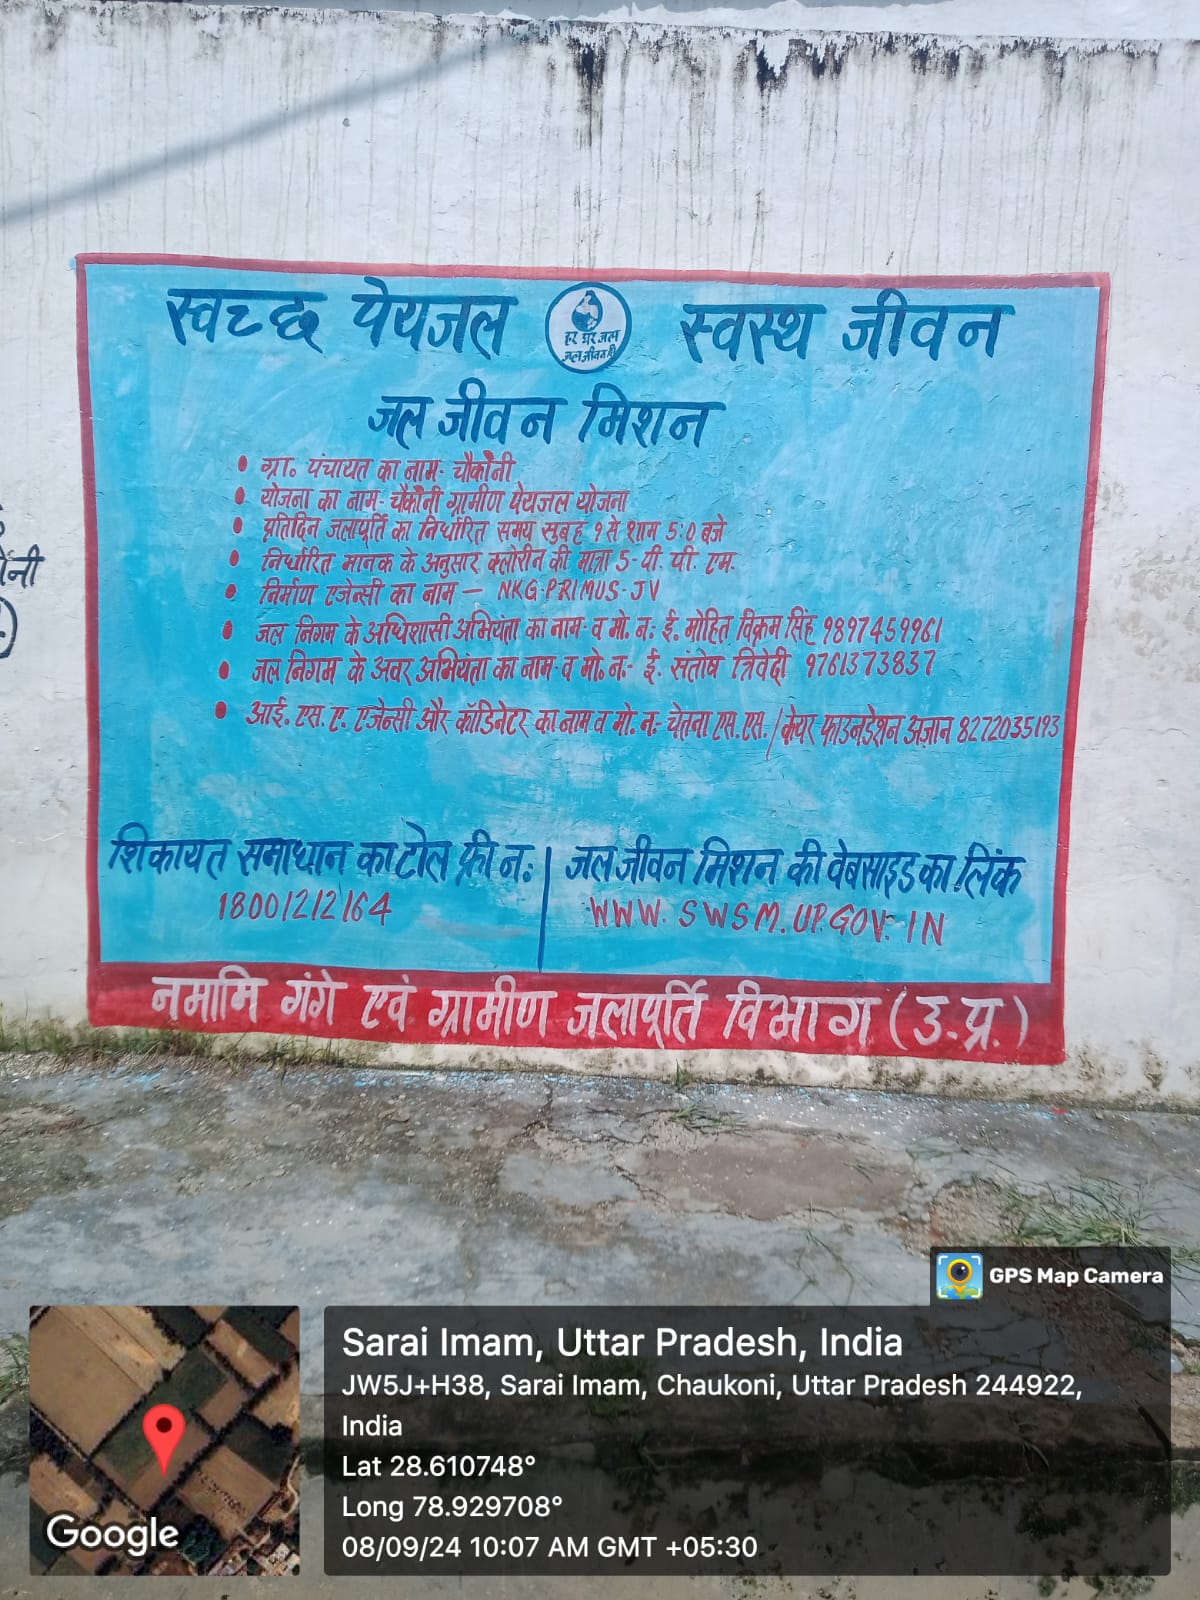 स्वच्छ पेयजल
हर घर जल
जल जीवन मि
स्वस्थ जीवन
जल जीवन मिशन
• ग्रा. पंचायत का नाम- चौकोनी
• योजना का नाम- चौकोनी ग्रामीण पेयजल योजना
• प्रतिदिन जलापूर्ति का निर्धारित समय सुबह ९ से शाम 5:0 बजे
• निर्धारित मानक के अनुसार क्लोरीन की मात्रा 5-पी. पी. एम.
• निर्माण एजेन्सी का नाम — NKG-PRIMUS-JV
• जल निगम के अधिशासी अभियंता का नाम- व मो. न: ई. मोहित विक्रम सिंह 9897459961
• जल निगम के अवर अभियंता का नाम- व मो. न.- ई. संतोष त्रिवेदी 9761373837
• आई. एस. ए. एजेन्सी और कॉडिनेटर का नाम व मो. न.- चेतना एस.एस. / केयर फाउनडेशन अज़ान 8272035193
शिकायत समाधान का टोल फ्री न:
18001212164
जल जीवन मिशन की वेबसाइड का लिंक
WWW. SWSM.UP.GOV.IN
नमामि गंगे एवं ग्रामीण जलापूर्ति विभाग (उ.प्र.)
नी
GPS Map Camera
Sarai Imam, Uttar Pradesh, India
JW5J+H38, Sarai Imam, Chaukoni, Uttar Pradesh 244922,
India
Lat 28.610748°
Long 78.929708°
08/09/24 10:07 AM GMT +05:30
Google